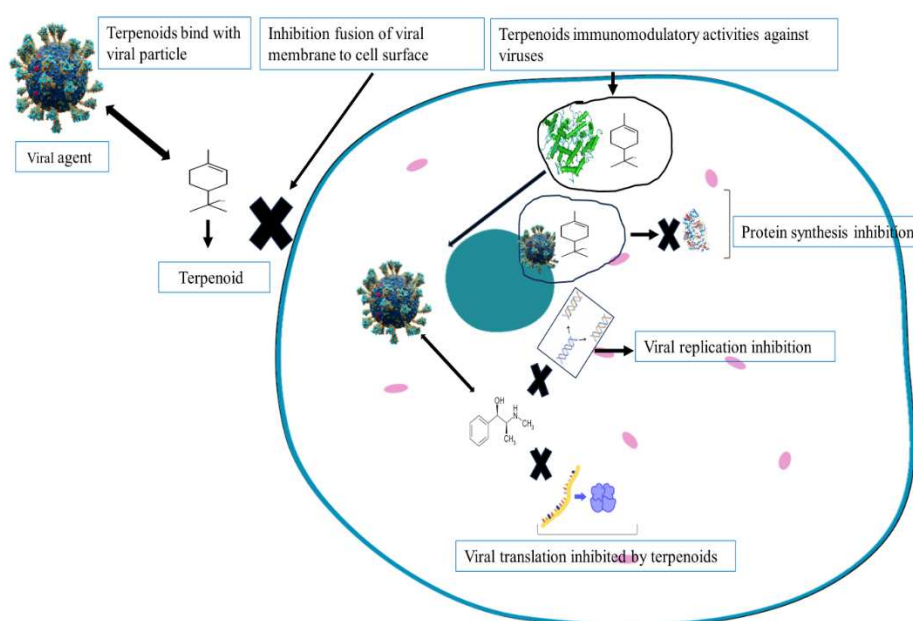 Terpenoids bind with
viral particle
Inhibition fusion of viral
membrane to cell surface
Terpenoids immunomodulatory activities against
viruses
Viral agent
Terpenoid
Protein synthesis inhibition
Viral replication inhibition
OH
H
N
CH3
CH3
Viral translation inhibited by terpenoids